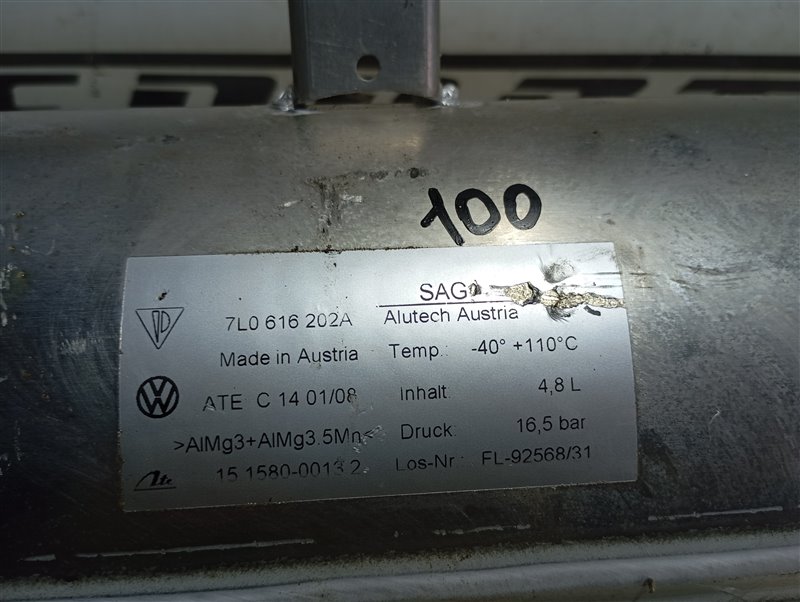 100
SAG
7L0 616 202A Alutech Austria
Made in Austria Temp.: -40° +110°C
ATE C 14 01/08 Inhalt: 4,8 L
>AlMg3+AlMg3.5Mn< Druck: 16,5 bar
15.1580-0013.2 Los-Nr.: FL-92568/31
Ate